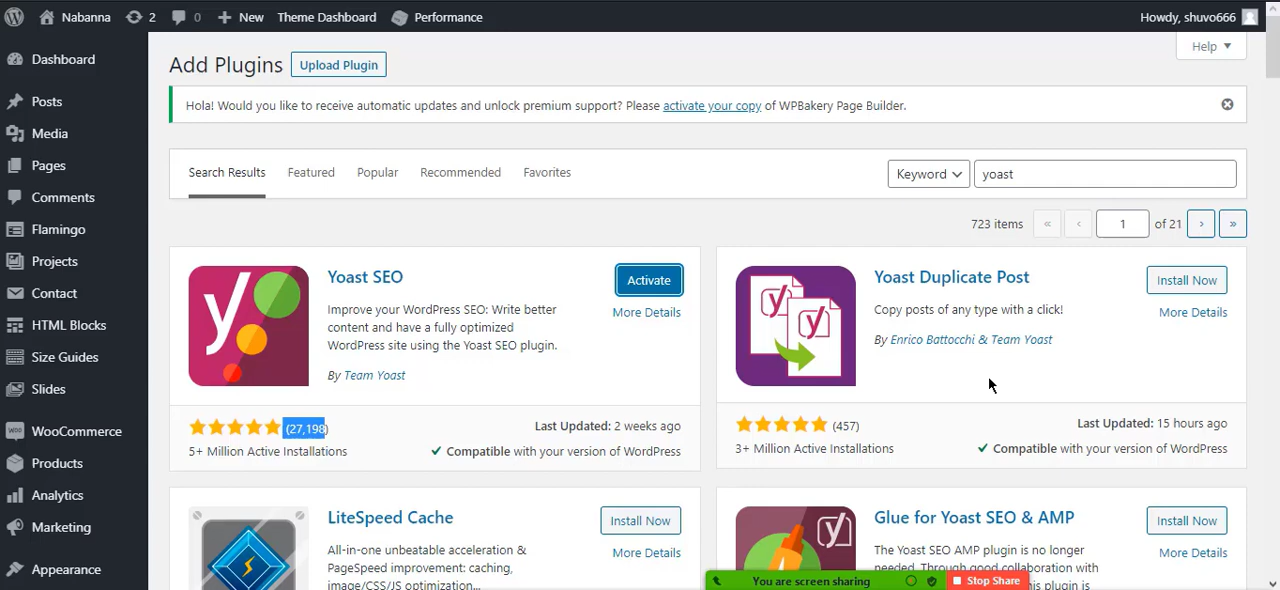 Nabanna 2 0 New Theme Dashboard Performance Howdy, shuvo666
Help
Dashboard
Posts
Media
Pages
Comments
Flamingo
Projects
Contact
HTML Blocks
Size Guides
Slides
WooCommerce
Products
Analytics
Marketing
Appearance
Add Plugins Upload Plugin
Hola! Would you like to receive automatic updates and unlock premium support? Please activate your copy of WPBakery Page Builder.
Search Results Featured Popular Recommended Favorites Keyword yoast
723 items « ‹ 1 of 21 › »
Yoast SEO
Activate
More Details
Improve your WordPress SEO: Write better
content and have a fully optimized
WordPress site using the Yoast SEO plugin.
By Team Yoast
(27,198)
Last Updated: 2 weeks ago
5+ Million Active Installations
Compatible with your version of WordPress
Yoast Duplicate Post
Install Now
More Details
Copy posts of any type with a click!
By Enrico Battocchi & Team Yoast
(457)
Last Updated: 15 hours ago
3+ Million Active Installations
Compatible with your version of WordPress
LiteSpeed Cache
Install Now
More Details
All-in-one unbeatable acceleration &
PageSpeed improvement: caching,
image/CSS/JS optimization...
Glue for Yoast SEO & AMP
Install Now
More Details
The Yoast SEO AMP plugin is no longer
needed. Through good collaboration with
You are screen sharing Stop Share